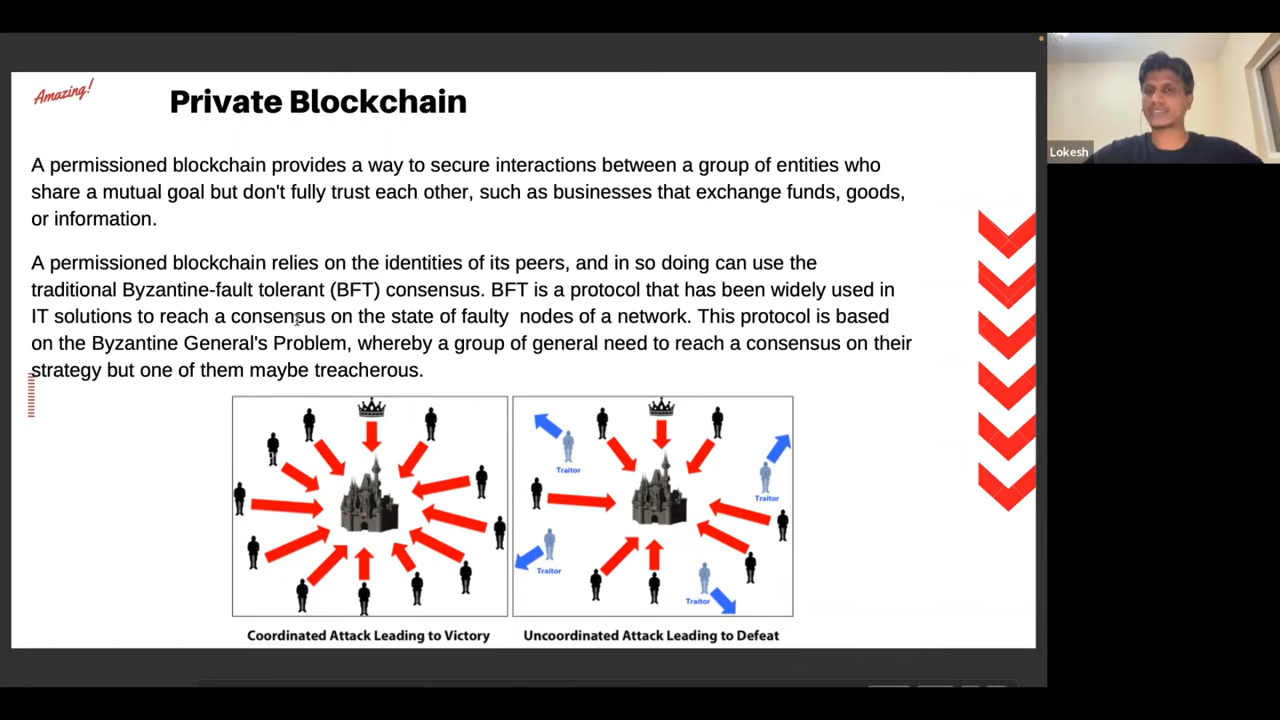 Amazing!
Private Blockchain
A permissioned blockchain provides a way to secure interactions between a group of entities who
share a mutual goal but don't fully trust each other, such as businesses that exchange funds, goods,
or information.
A permissioned blockchain relies on the identities of its peers, and in so doing can use the
traditional Byzantine-fault tolerant (BFT) consensus. BFT is a protocol that has been widely used in
IT solutions to reach a consensus on the state of faulty nodes of a network. This protocol is based
on the Byzantine General's Problem, whereby a group of general need to reach a consensus on their
strategy but one of them maybe treacherous.
Traitor
Traitor
Traitor
Traitor
Coordinated Attack Leading to Victory
Uncoordinated Attack Leading to Defeat
Lokesh